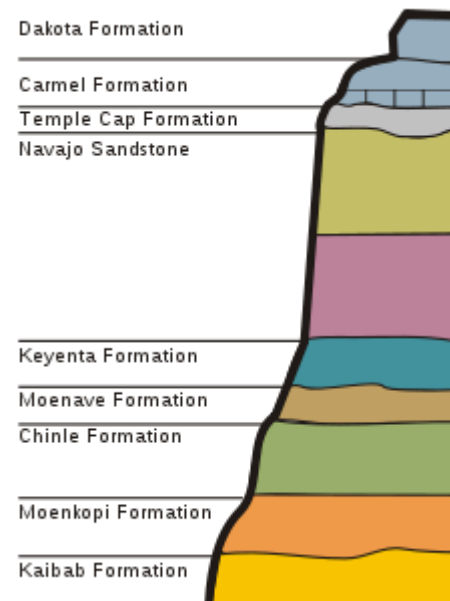 Dakota Formation
Carmel Formation
Temple Cap Formation
Navajo Sandstone
Keyenta Formation
Moenave Formation
Chinle Formation
Moenkopi Formation
Kaibab Formation